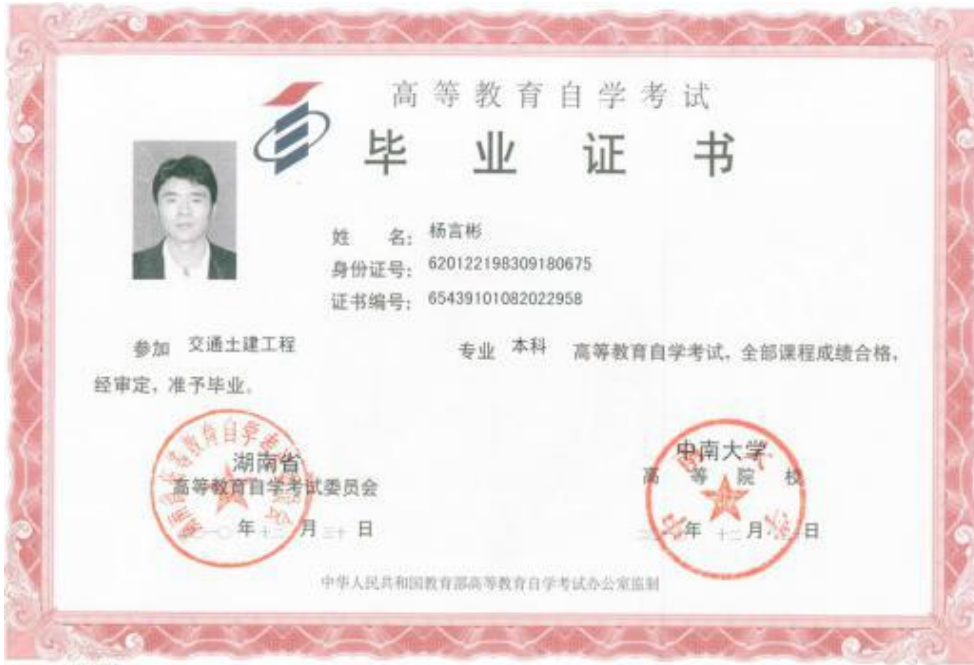 高等教育自学考试
毕业证书
姓 名: 杨言彬
身份证号: 620122198309180675
证书编号: 65439101082022958
参加 交通土建工程 专业 本科 高等教育自学考试，全部课程成绩合格，
经审定，准予毕业。
湖南省 中南大学
高等教育自学考试委员会 高等院校
年十二月三十日 年十二月 日
中华人民共和国教育部高等教育自学考试办公室监制